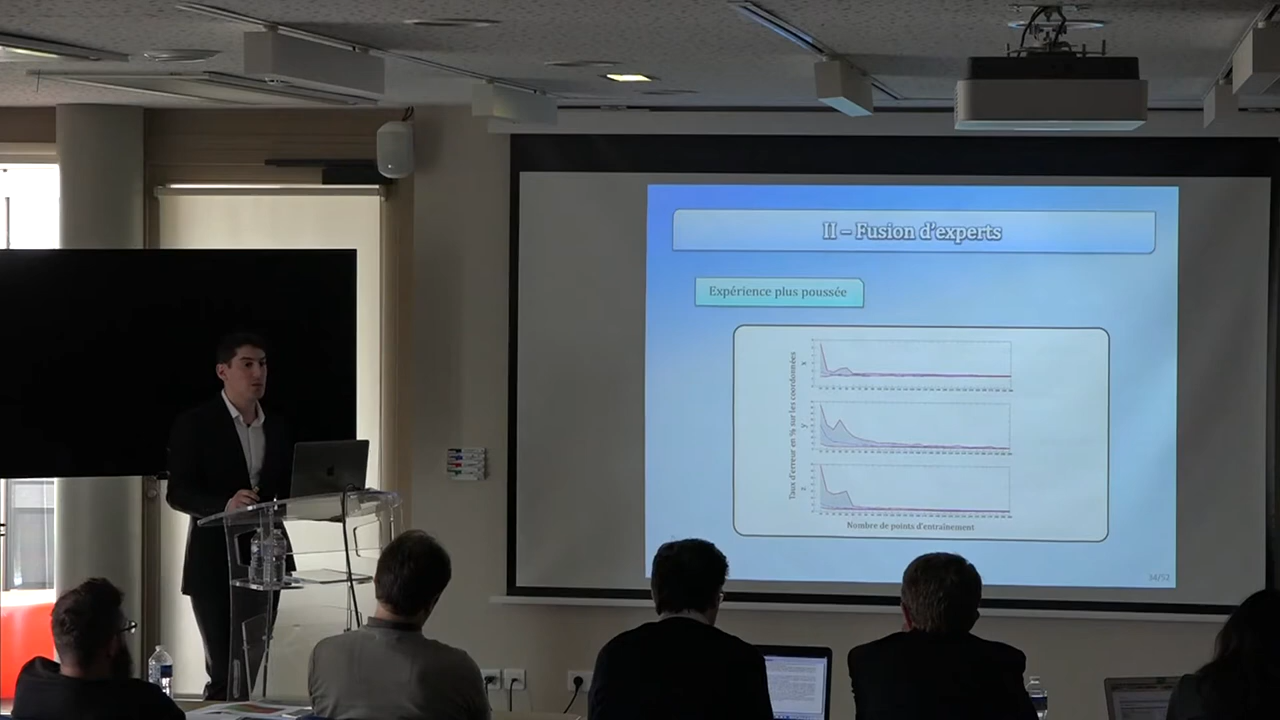 II – Fusion d'experts
Expérience plus poussée
Taux d'erreur en % sur les coordonnées
x
y
z
Nombre de points d'entraînement
34/52